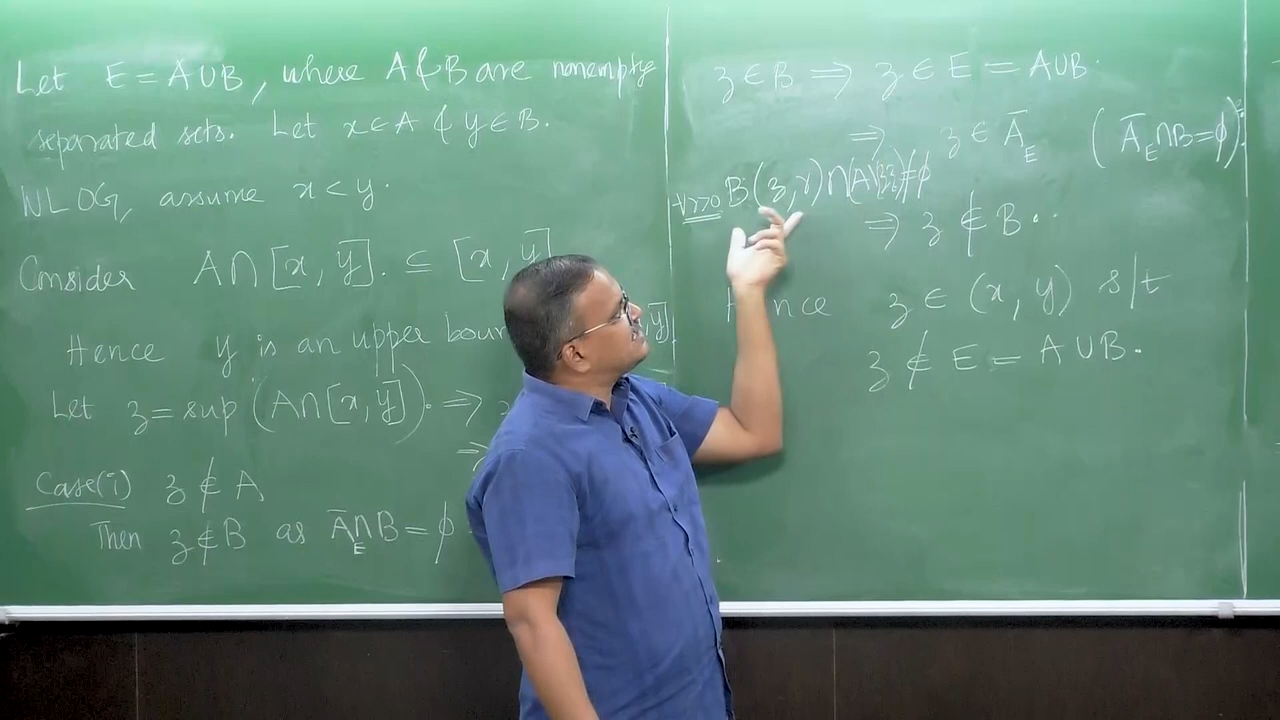 Let E = A ∪ B, where A & B are nonempty
separated sets. Let x ∈ A & y ∈ B.
WLOG, assume x < y.
Consider A ∩ [x, y]. ⊆ [x, y]
Hence y is an upper boun , y].
Let z = sup (A ∩ [x, y]). ⇒
⇒
Case(i) z ∉ A
Then z ∉ B as Ā_E ∩ B = ϕ
z ∈ B ⇒ z ∈ E = A ∪ B.
⇒ z ∈ Ā_E (Ā_E ∩ B = ϕ)
∀ r>0 B(z, r) ∩ (A \ {z}) ≠ ϕ
⇒ z ∉ B ..
Hence z ∈ (x, y) s/t
z ∉ E = A ∪ B.